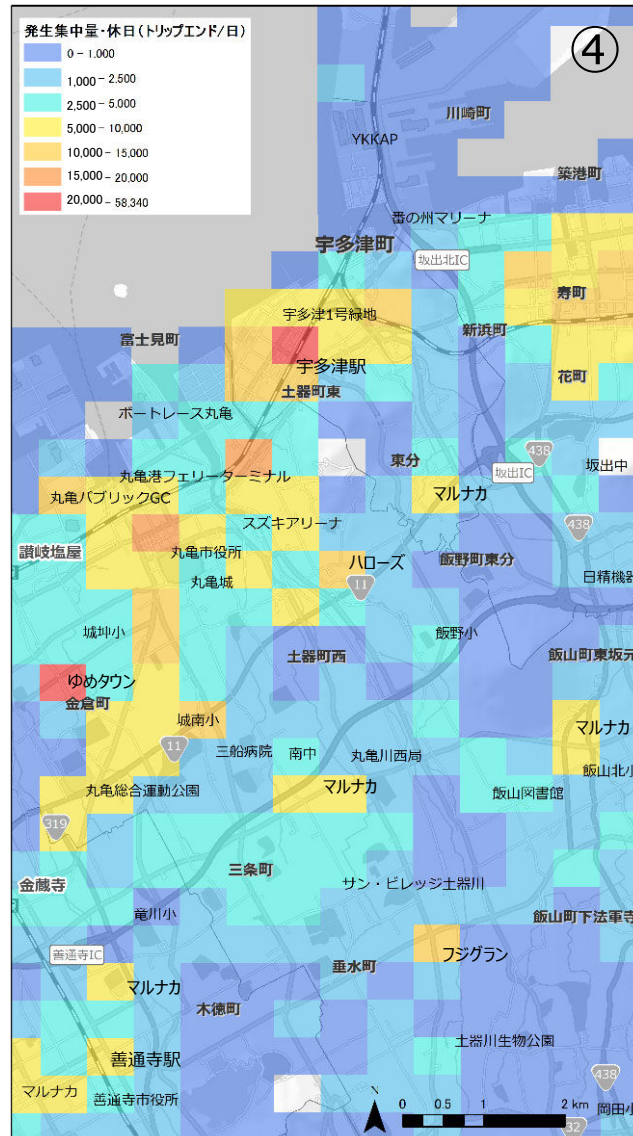 発生集中量・休日(トリップエンド/日)
0 - 1.000
1,000 - 2.500
2,500 - 5,000
5,000 - 10,000
10,000 - 15,000
15,000 - 20,000
20,000 - 58,340
④
川崎町
YKKAP
築港町
番の州マリーナ
宇多津町
坂出北IC
寿町
宇多津1号緑地
新浜町
富士見町
宇多津駅
花町
土器町東
ボートレース丸亀
東分
438
坂出中
坂出IC
丸亀港フェリーターミナル
丸亀パブリックGC
マルナカ
スズキアリーナ
438
讃岐塩屋
丸亀市役所
ハローズ
飯野町東分
丸亀城
11
日精機器
城坤小
飯野小
土器町西
飯山町東坂元
ゆめタウン
金倉町
城南小
マルナカ
11
三船病院
南中
丸亀川西局
飯山北小
丸亀総合運動公園
マルナカ
飯山図書館
319
三条町
金蔵寺
サン・ビレッジ土器川
竜川小
飯山町下法軍寺
善通寺IC
フジグラン
垂水町
マルナカ
木徳町
土器川生物公園
善通寺駅
438
マルナカ
善通寺市役所
N
0 0.5 1 2 km
岡田小
32